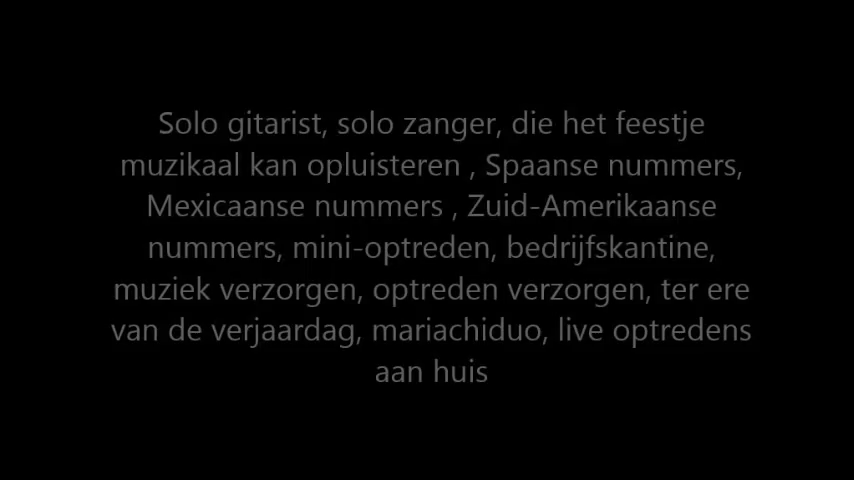 Solo gitarist, solo zanger, die het feestje
muzikaal kan opluisteren , Spaanse nummers,
Mexicaanse nummers , Zuid-Amerikaanse
nummers, mini-optreden, bedrijfskantine,
muziek verzorgen, optreden verzorgen, ter ere
van de verjaardag, mariachiduo, live optredens
aan huis